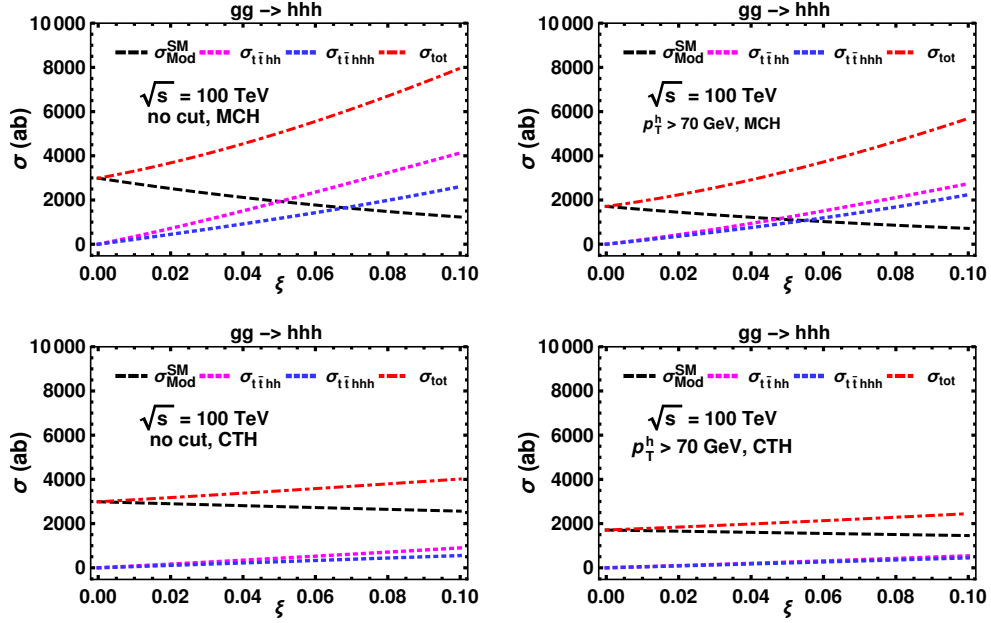 gg −> hhh
10 000
8000
6000
4000
2000
0
σ (ab)
σ^SM_Mod σ_tt̄hh σ_tt̄hhh σ_tot
√s = 100 TeV
no cut, MCH
0.00 0.02 0.04 0.06 0.08 0.10
ξ
gg −> hhh
10 000
8000
6000
4000
2000
0
σ (ab)
σ^SM_Mod σ_tt̄hh σ_tt̄hhh σ_tot
√s = 100 TeV
p_T^h > 70 GeV, MCH
0.00 0.02 0.04 0.06 0.08 0.10
ξ
gg −> hhh
10 000
8000
6000
4000
2000
0
σ (ab)
σ^SM_Mod σ_tt̄hh σ_tt̄hhh σ_tot
√s = 100 TeV
no cut, CTH
0.00 0.02 0.04 0.06 0.08 0.10
ξ
gg −> hhh
10 000
8000
6000
4000
2000
0
σ (ab)
σ^SM_Mod σ_tt̄hh σ_tt̄hhh σ_tot
√s = 100 TeV
p_T^h > 70 GeV, CTH
0.00 0.02 0.04 0.06 0.08 0.10
ξ